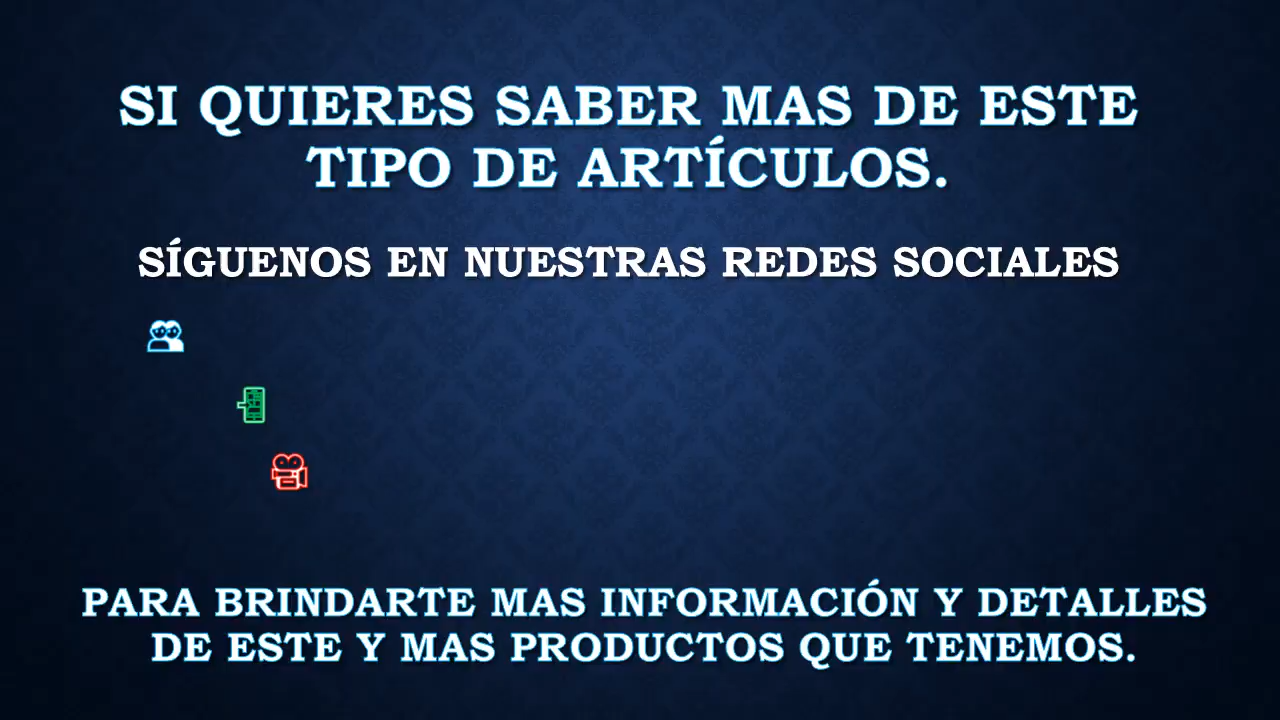 SI QUIERES SABER MAS DE ESTE
TIPO DE ARTÍCULOS.
SÍGUENOS EN NUESTRAS REDES SOCIALES
PARA BRINDARTE MAS INFORMACIÓN Y DETALLES
DE ESTE Y MAS PRODUCTOS QUE TENEMOS.